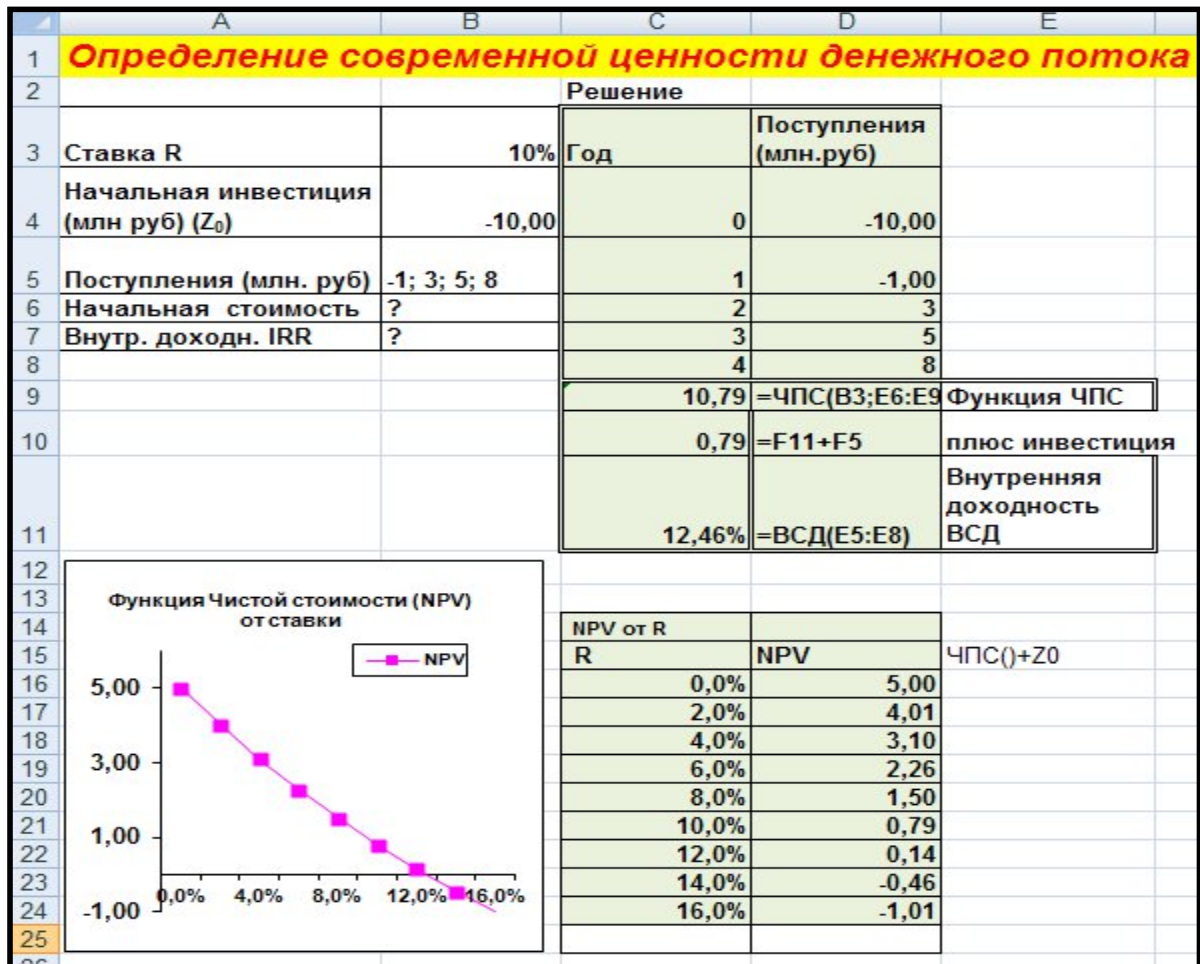 A B C D E
1 Определение современной ценности денежного потока
2 Решение
3 Ставка R 10% Год Поступления (млн.руб)
4 Начальная инвестиция (млн руб) (Z₀) -10,00 0 -10,00
5 Поступления (млн. руб) -1; 3; 5; 8 1 -1,00
6 Начальная стоимость ? 2 3
7 Внутр. доходн. IRR ? 3 5
8 4 8
9 10,79 =ЧПС(B3;E6:E9 Функция ЧПС
10 0,79 =F11+F5 плюс инвестиция
11 12,46% =ВСД(E5:E8) Внутренняя доходность ВСД
12
13
14 NPV от R
15 R NPV ЧПС()+Z0
16 0,0% 5,00
17 2,0% 4,01
18 4,0% 3,10
19 6,0% 2,26
20 8,0% 1,50
21 10,0% 0,79
22 12,0% 0,14
23 14,0% -0,46
24 16,0% -1,01
25
Функция Чистой стоимости (NPV)
от ставки
NPV
5,00
3,00
1,00
-1,00
0,0% 4,0% 8,0% 12,0% 16,0%